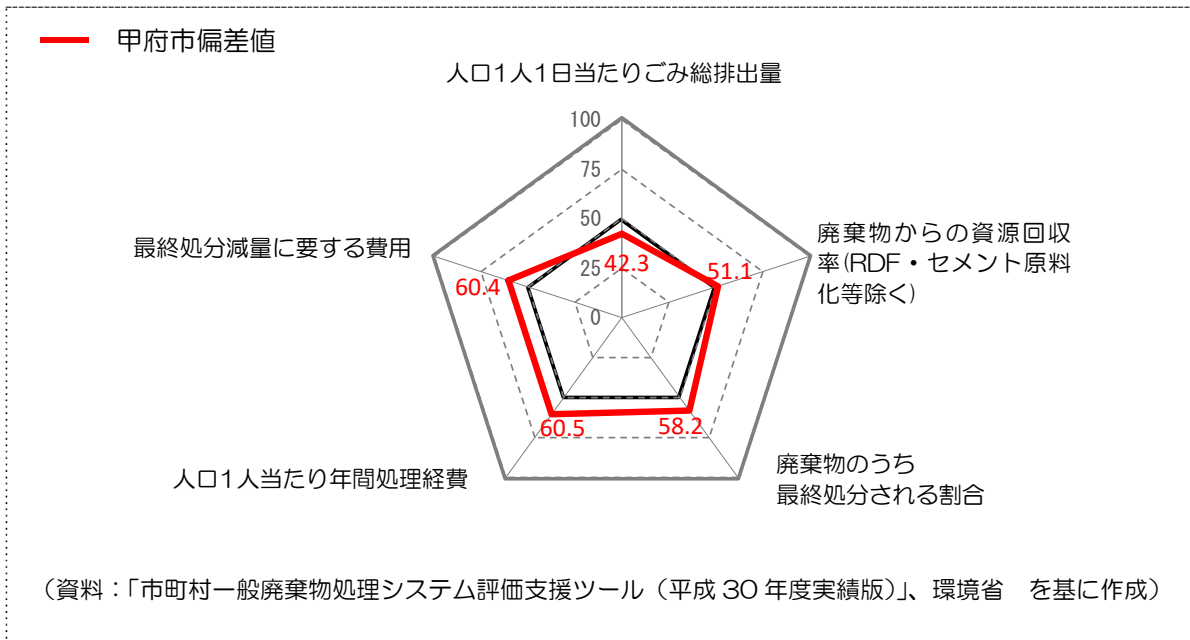 甲府市偏差値
人口1人1日当たりごみ総排出量
100
75
50
25
0
42.3
51.1
58.2
60.5
60.4
廃棄物からの資源回収
率(RDF・セメント原料
化等除く)
廃棄物のうち
最終処分される割合
人口1人当たり年間処理経費
最終処分減量に要する費用
（資料：「市町村一般廃棄物処理システム評価支援ツール（平成 30 年度実績版）」、環境省　を基に作成）